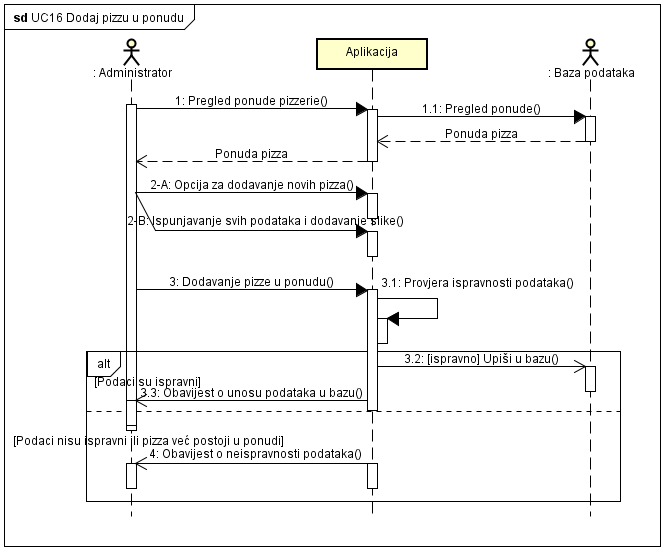 sd UC16 Dodaj pizzu u ponudu
: Administrator
Aplikacija
: Baza podataka
1: Pregled ponude pizzerie()
1.1: Pregled ponude()
Ponuda pizza
Ponuda pizza
2-A: Opcija za dodavanje novih pizza()
2-B: Ispunjavanje svih podataka i dodavanje slike()
3: Dodavanje pizze u ponudu()
3.1: Provjera ispravnosti podataka()
alt
3.2: [ispravno] Upiši u bazu()
[Podaci su ispravni]
3.3: Obavijest o unosu podataka u bazu()
[Podaci nisu ispravni ili pizza već postoji u ponudi]
4: Obavijest o neispravnosti podataka()